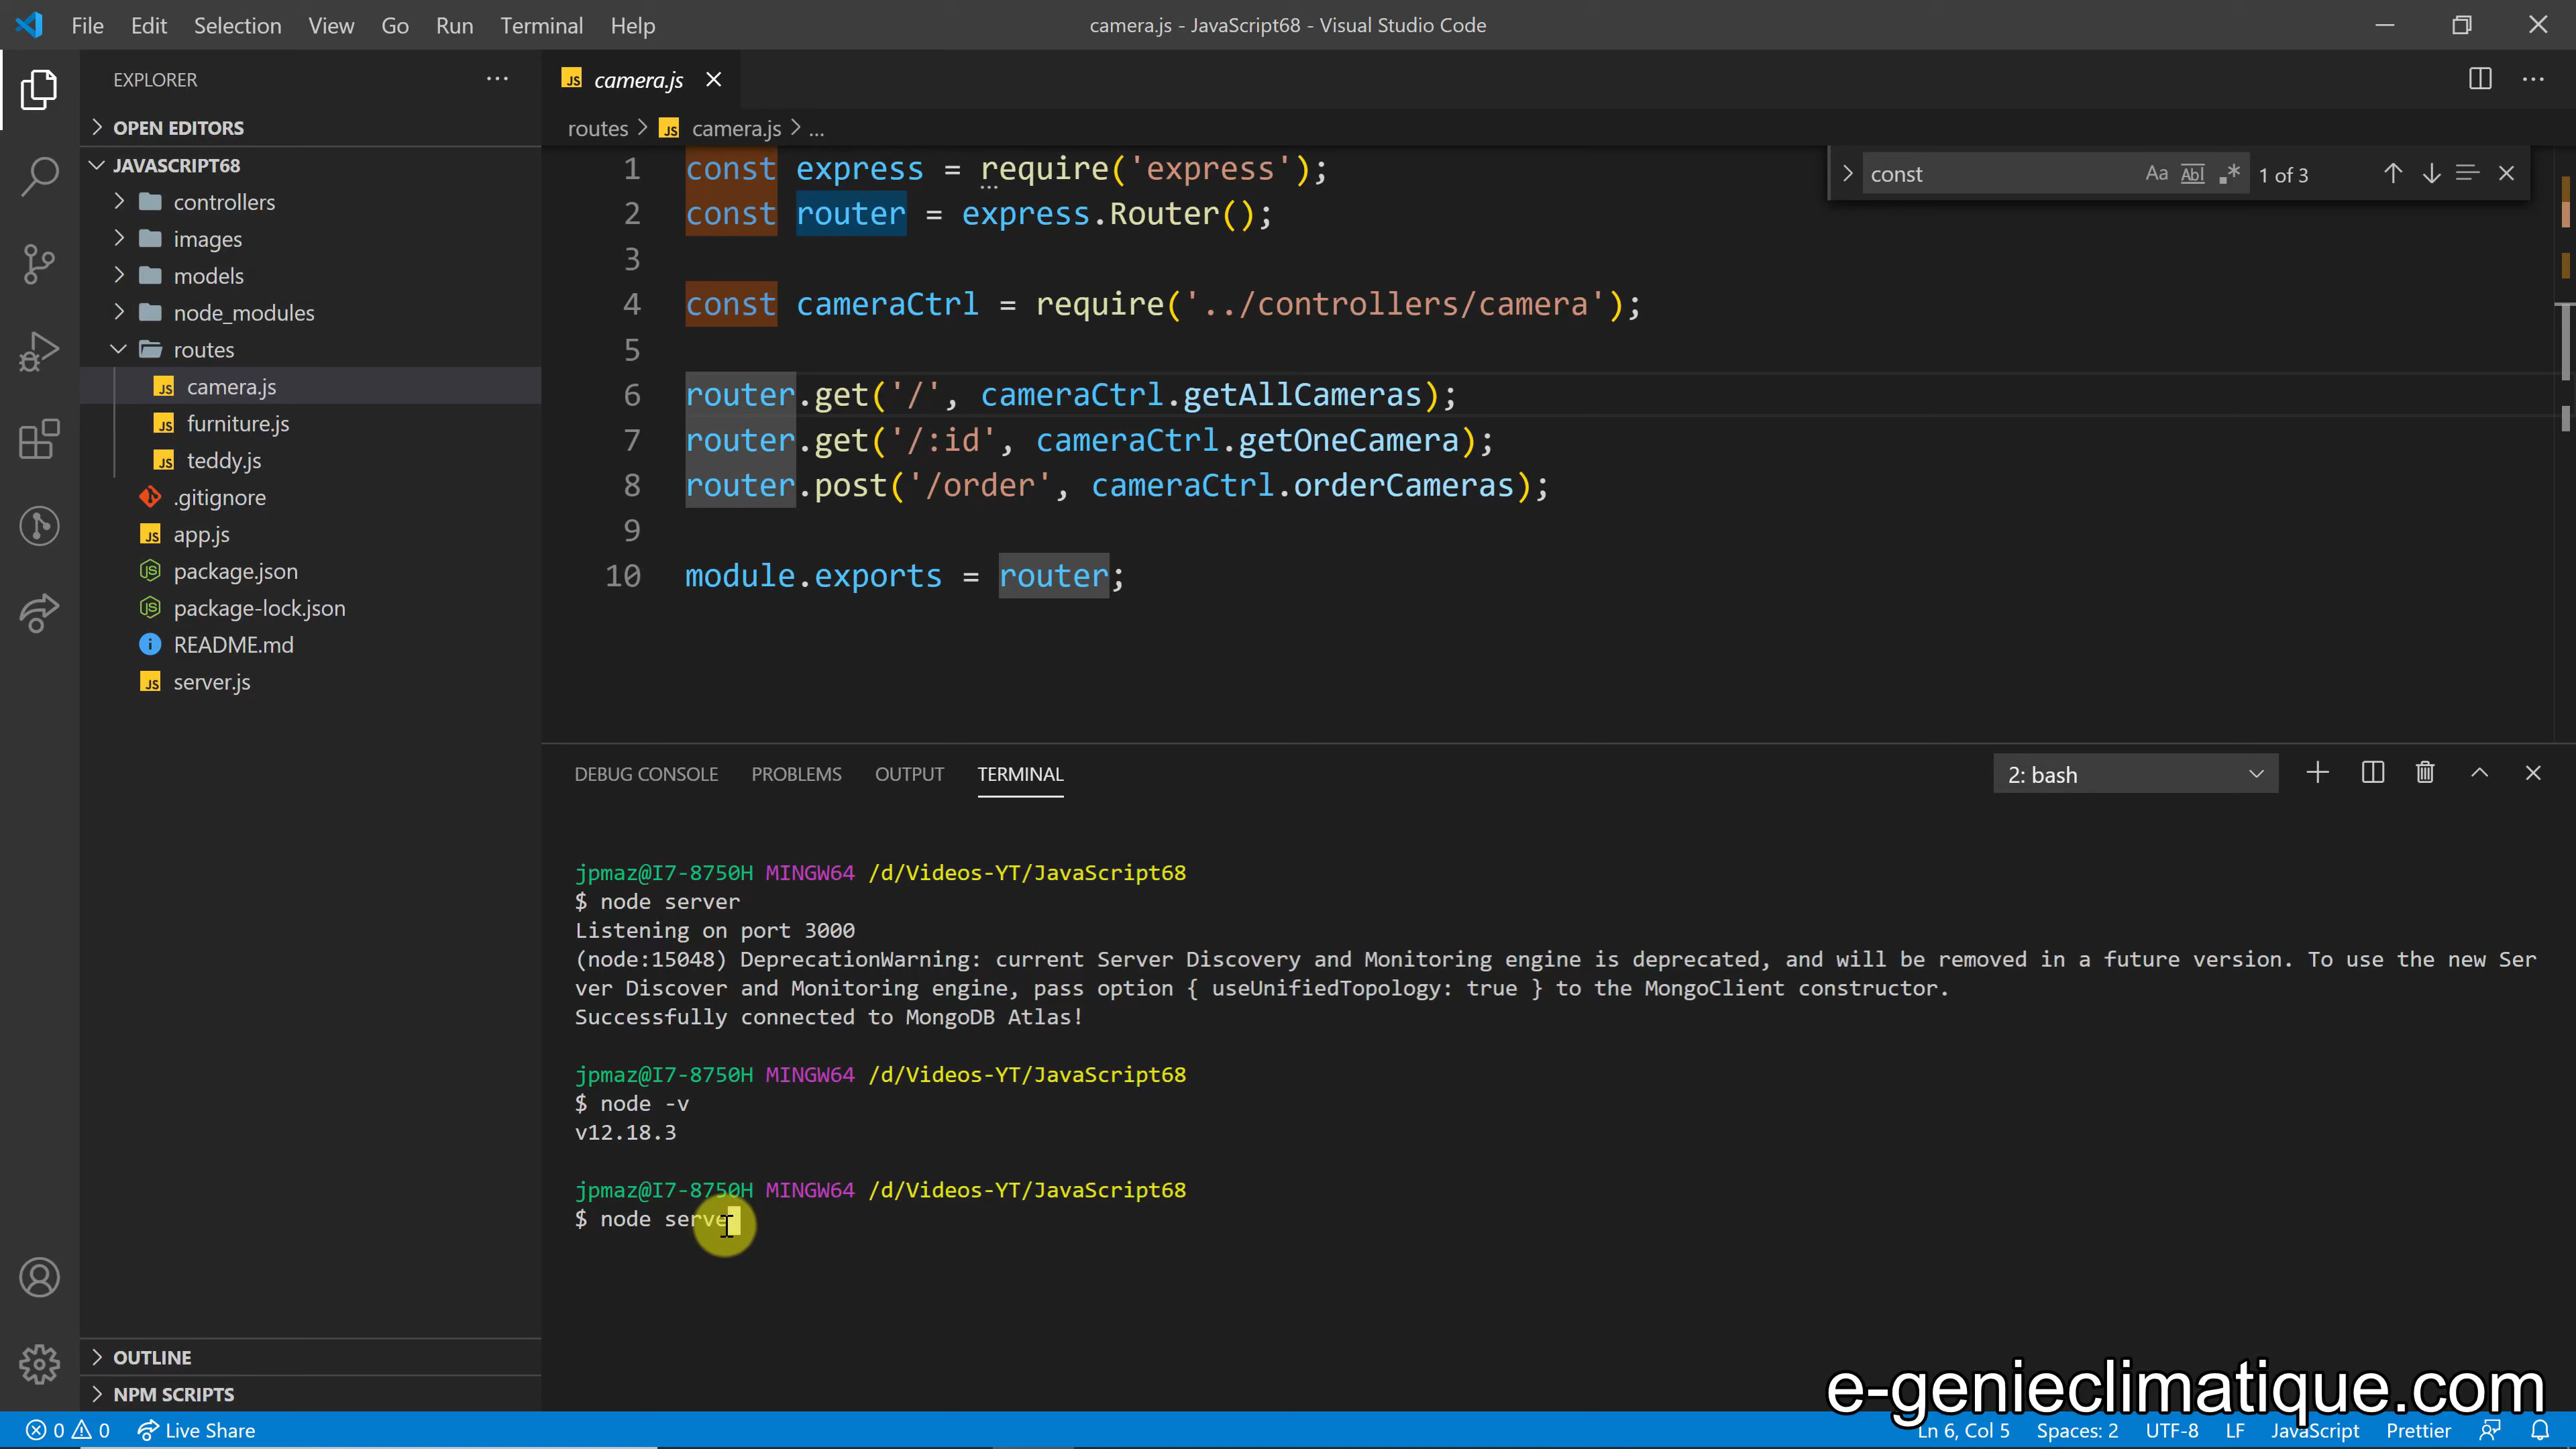 File Edit Selection View Go Run Terminal Help
camera.js - JavaScript68 - Visual Studio Code
EXPLORER
OPEN EDITORS
JAVASCRIPT68
controllers
images
models
node_modules
routes
camera.js
furniture.js
teddy.js
.gitignore
app.js
package.json
package-lock.json
README.md
server.js
OUTLINE
NPM SCRIPTS
camera.js
routes > camera.js > ...
const
Aa Abl .* 1 of 3
1 const express = require('express');
2 const router = express.Router();
3
4 const cameraCtrl = require('../controllers/camera');
5
6 router.get('/', cameraCtrl.getAllCameras);
7 router.get('/:id', cameraCtrl.getOneCamera);
8 router.post('/order', cameraCtrl.orderCameras);
9
10 module.exports = router;
DEBUG CONSOLE PROBLEMS OUTPUT TERMINAL
2: bash
jpmaz@I7-8750H MINGW64 /d/Videos-YT/JavaScript68
$ node server
Listening on port 3000
(node:15048) DeprecationWarning: current Server Discovery and Monitoring engine is deprecated, and will be removed in a future version. To use the new Ser
ver Discover and Monitoring engine, pass option { useUnifiedTopology: true } to the MongoClient constructor.
Successfully connected to MongoDB Atlas!
jpmaz@I7-8750H MINGW64 /d/Videos-YT/JavaScript68
$ node -v
v12.18.3
jpmaz@I7-8750H MINGW64 /d/Videos-YT/JavaScript68
$ node serve
e-genieclimatique.com
0 0 Live Share
Ln 6, Col 5 Spaces: 2 UTF-8 LF JavaScript Prettier